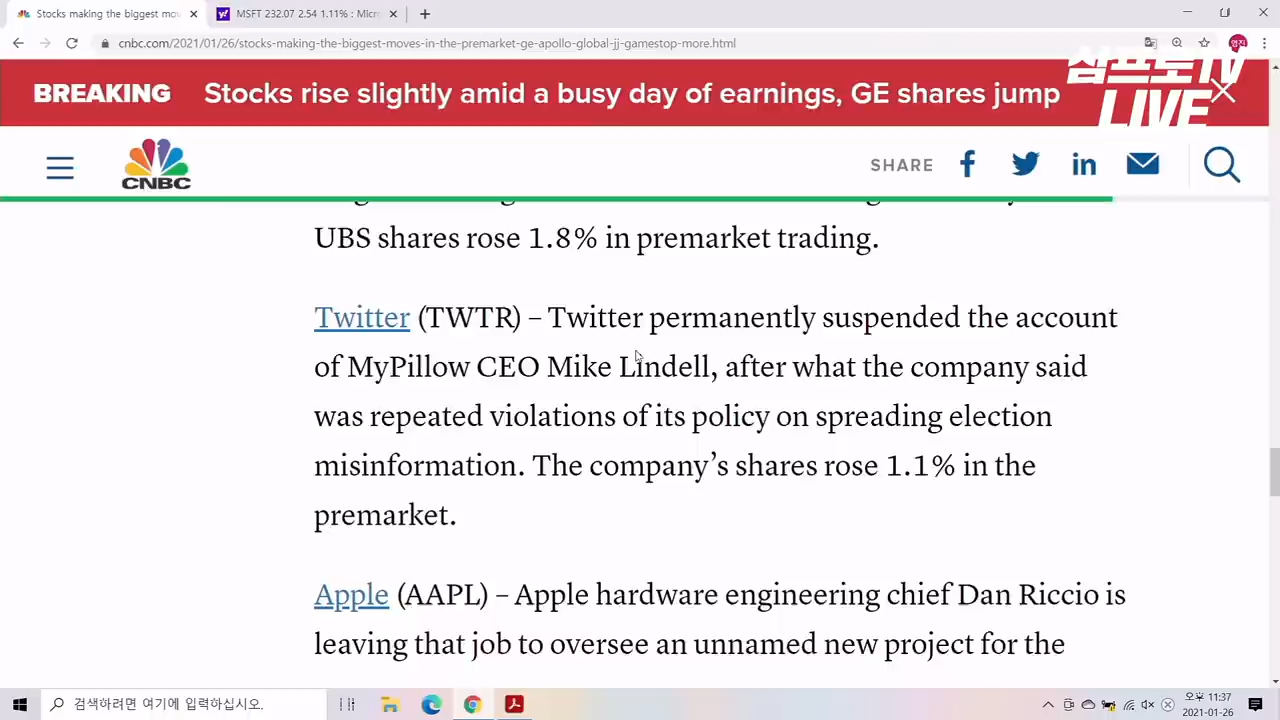 Stocks making the biggest mo
MSFT 232.07 2.54 1.11% : Micr
cnbc.com/2021/01/26/stocks-making-the-biggest-moves-in-the-premarket-ge-apollo-global-jj-gamestop-more.html
삼프로TV
LIVE
BREAKING Stocks rise slightly amid a busy day of earnings, GE shares jump
CNBC
SHARE
UBS shares rose 1.8% in premarket trading.
Twitter (TWTR) – Twitter permanently suspended the account
of MyPillow CEO Mike Lindell, after what the company said
was repeated violations of its policy on spreading election
misinformation. The company’s shares rose 1.1% in the
premarket.
Apple (AAPL) – Apple hardware engineering chief Dan Riccio is
leaving that job to oversee an unnamed new project for the
검색하려면 여기에 입력하십시오.
오후 11:37
2021-01-26